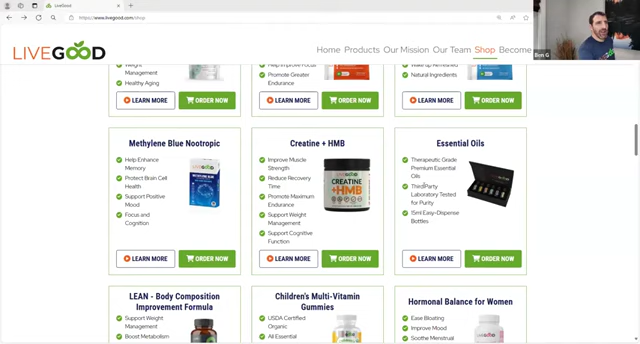 LiveGood
https://www.livegood.com/shop
Ben G
LIVEGOOD
Home Products Our Mission Our Team Shop Become
Weight
Management
Healthy Aging
Promote Greater
Endurance
Natural Ingredients
LEARN MORE ORDER NOW
LEARN MORE ORDER NOW
LEARN MORE ORDER NOW
Methylene Blue Nootropic
Help Enhance
Memory
Protect Brain Cell
Health
Support Positive
Mood
Focus and
Cognition
LEARN MORE ORDER NOW
Creatine + HMB
Improve Muscle
Strength
Reduce Recovery
Time
Promote Maximum
Endurance
Support Weight
Management
Support Cognitive
Function
CREATINE
+HMB
LEARN MORE ORDER NOW
Essential Oils
Therapeutic Grade
Premium Essential
Oils
Third Party
Laboratory Tested
for Purity
15ml Easy-Dispense
Bottles
LEARN MORE ORDER NOW
LEAN - Body Composition
Improvement Formula
Support Weight
Management
Boost Metabolism
Children's Multi-Vitamin
Gummies
USDA Certified
Organic
All Essential
Hormonal Balance for Women
Ease Bloating
Improve Mood
Soothe Menstrual